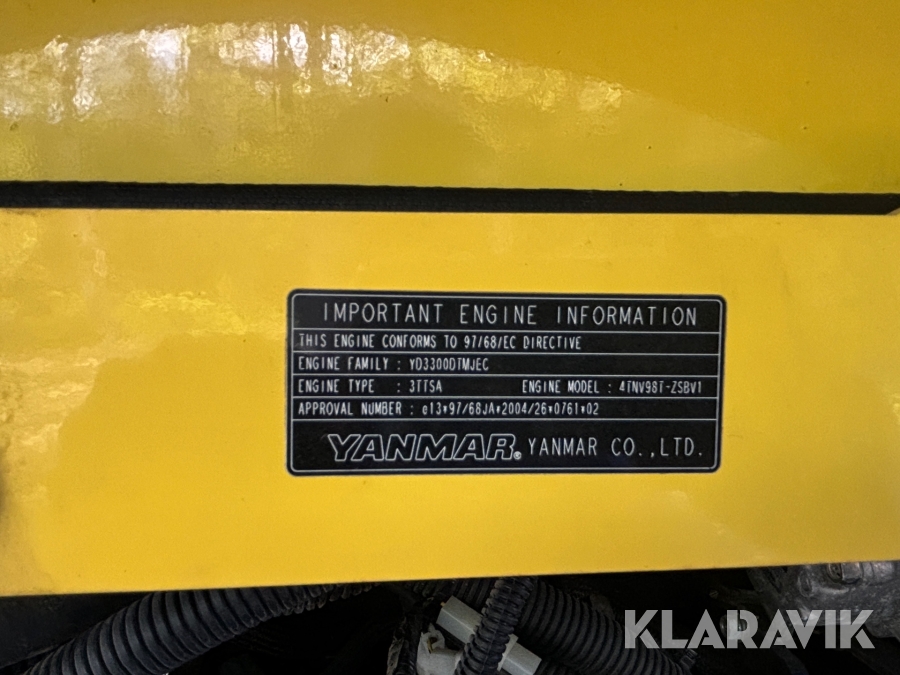 IMPORTANT ENGINE INFORMATION
THIS ENGINE CONFORMS TO 97/68/EC DIRECTIVE
ENGINE FAMILY : YD3300DTMJEC
ENGINE TYPE : 3TTSA ENGINE MODEL : 4TNV98T-ZSBV1
APPROVAL NUMBER : e13*97/68JA*2004/26*0761*02
YANMAR® YANMAR CO.,LTD.
KLARAVIK